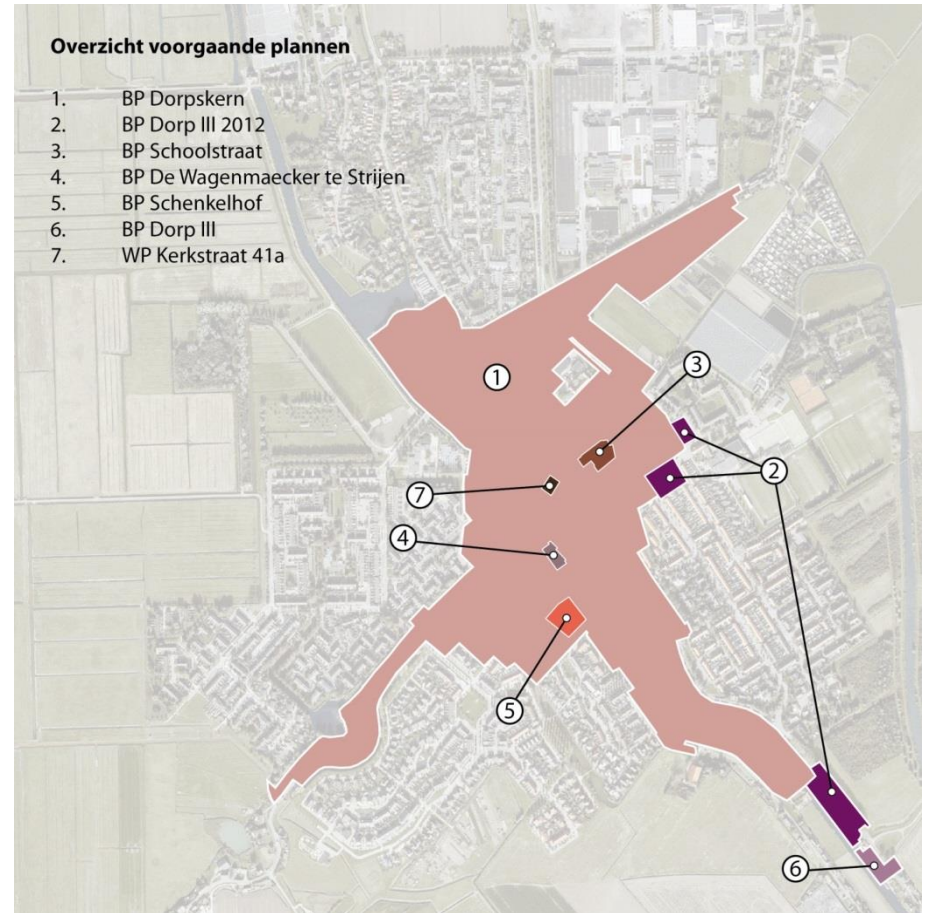 Overzicht voorgaande plannen
1. BP Dorpskern
2. BP Dorp III 2012
3. BP Schoolstraat
4. BP De Wagenmaecker te Strijen
5. BP Schenkelhof
6. BP Dorp III
7. WP Kerkstraat 41a
1
3
2
7
4
5
6